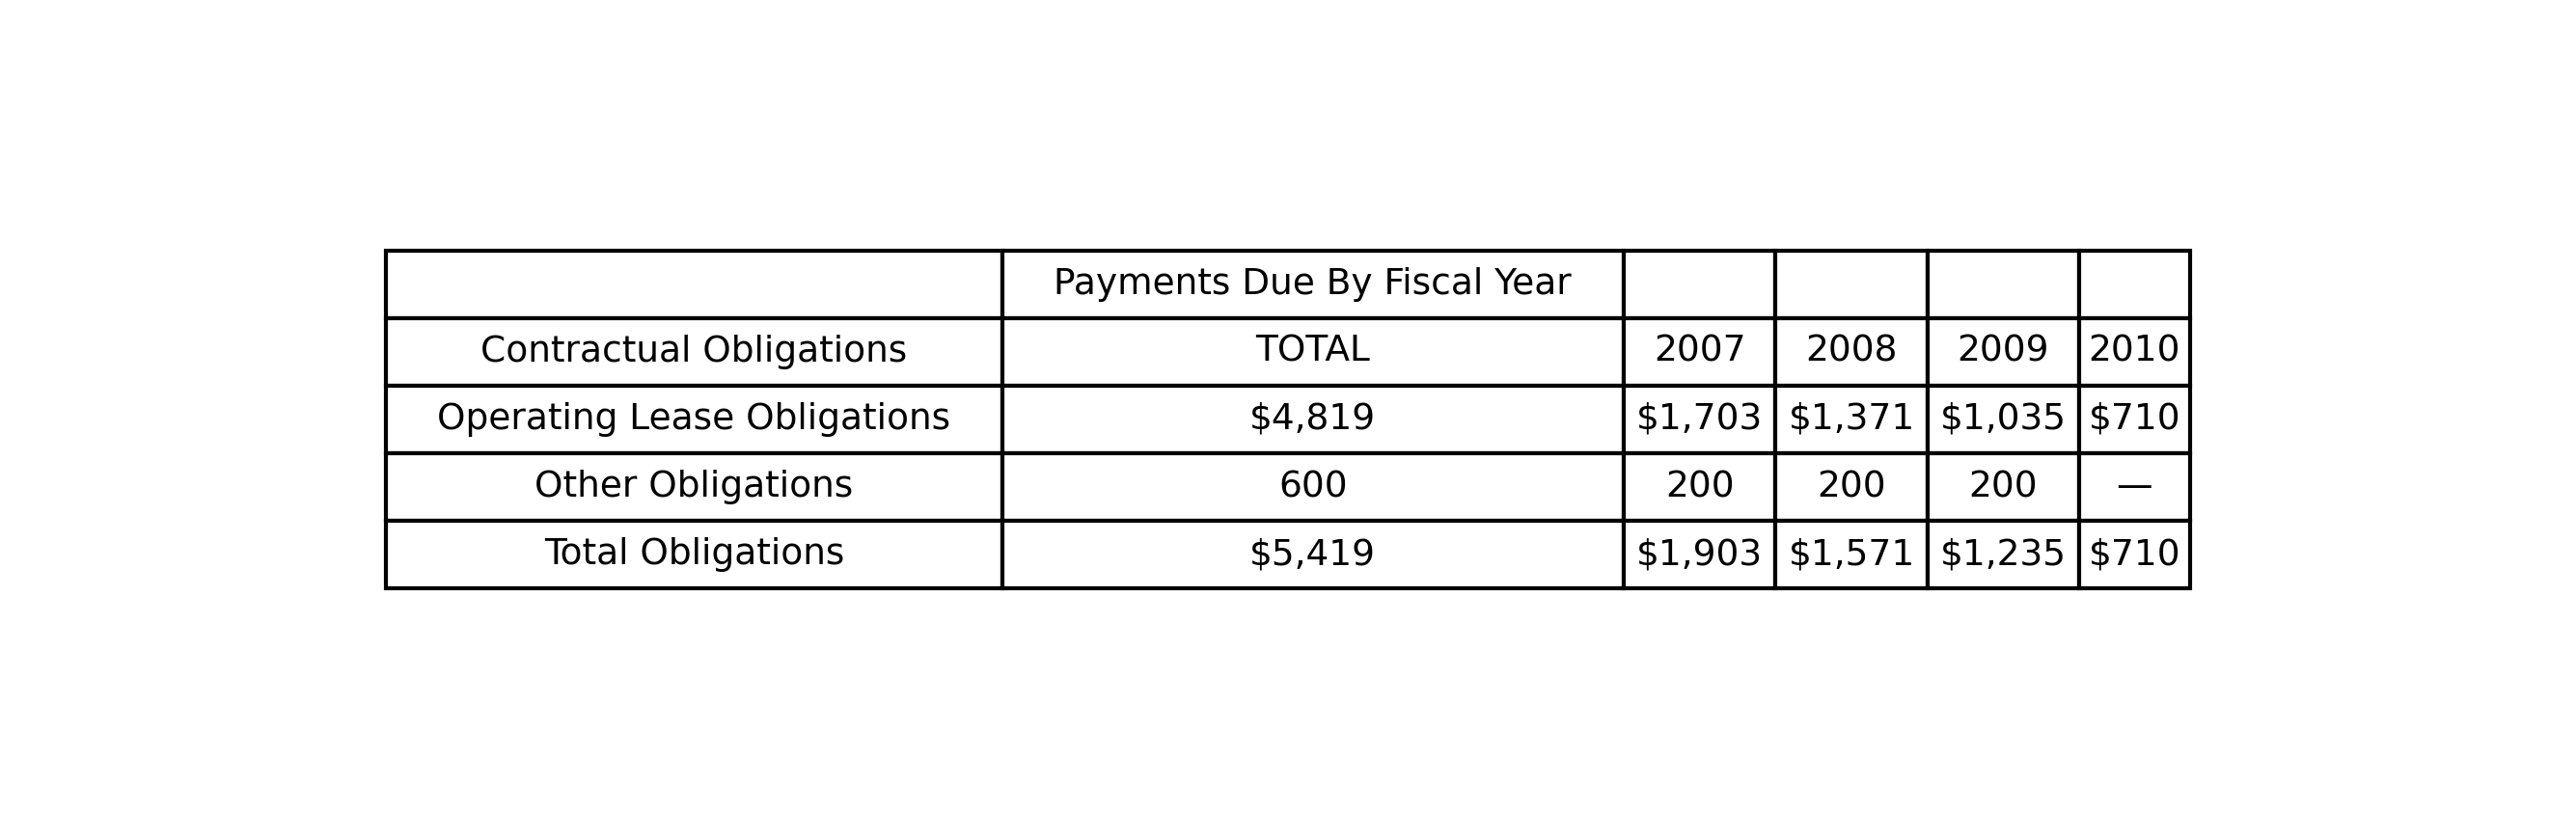 Payments Due By Fiscal Year
Contractual Obligations TOTAL 2007 2008 2009 2010
Operating Lease Obligations $4,819 $1,703 $1,371 $1,035 $710
Other Obligations 600 200 200 200 —
Total Obligations $5,419 $1,903 $1,571 $1,235 $710